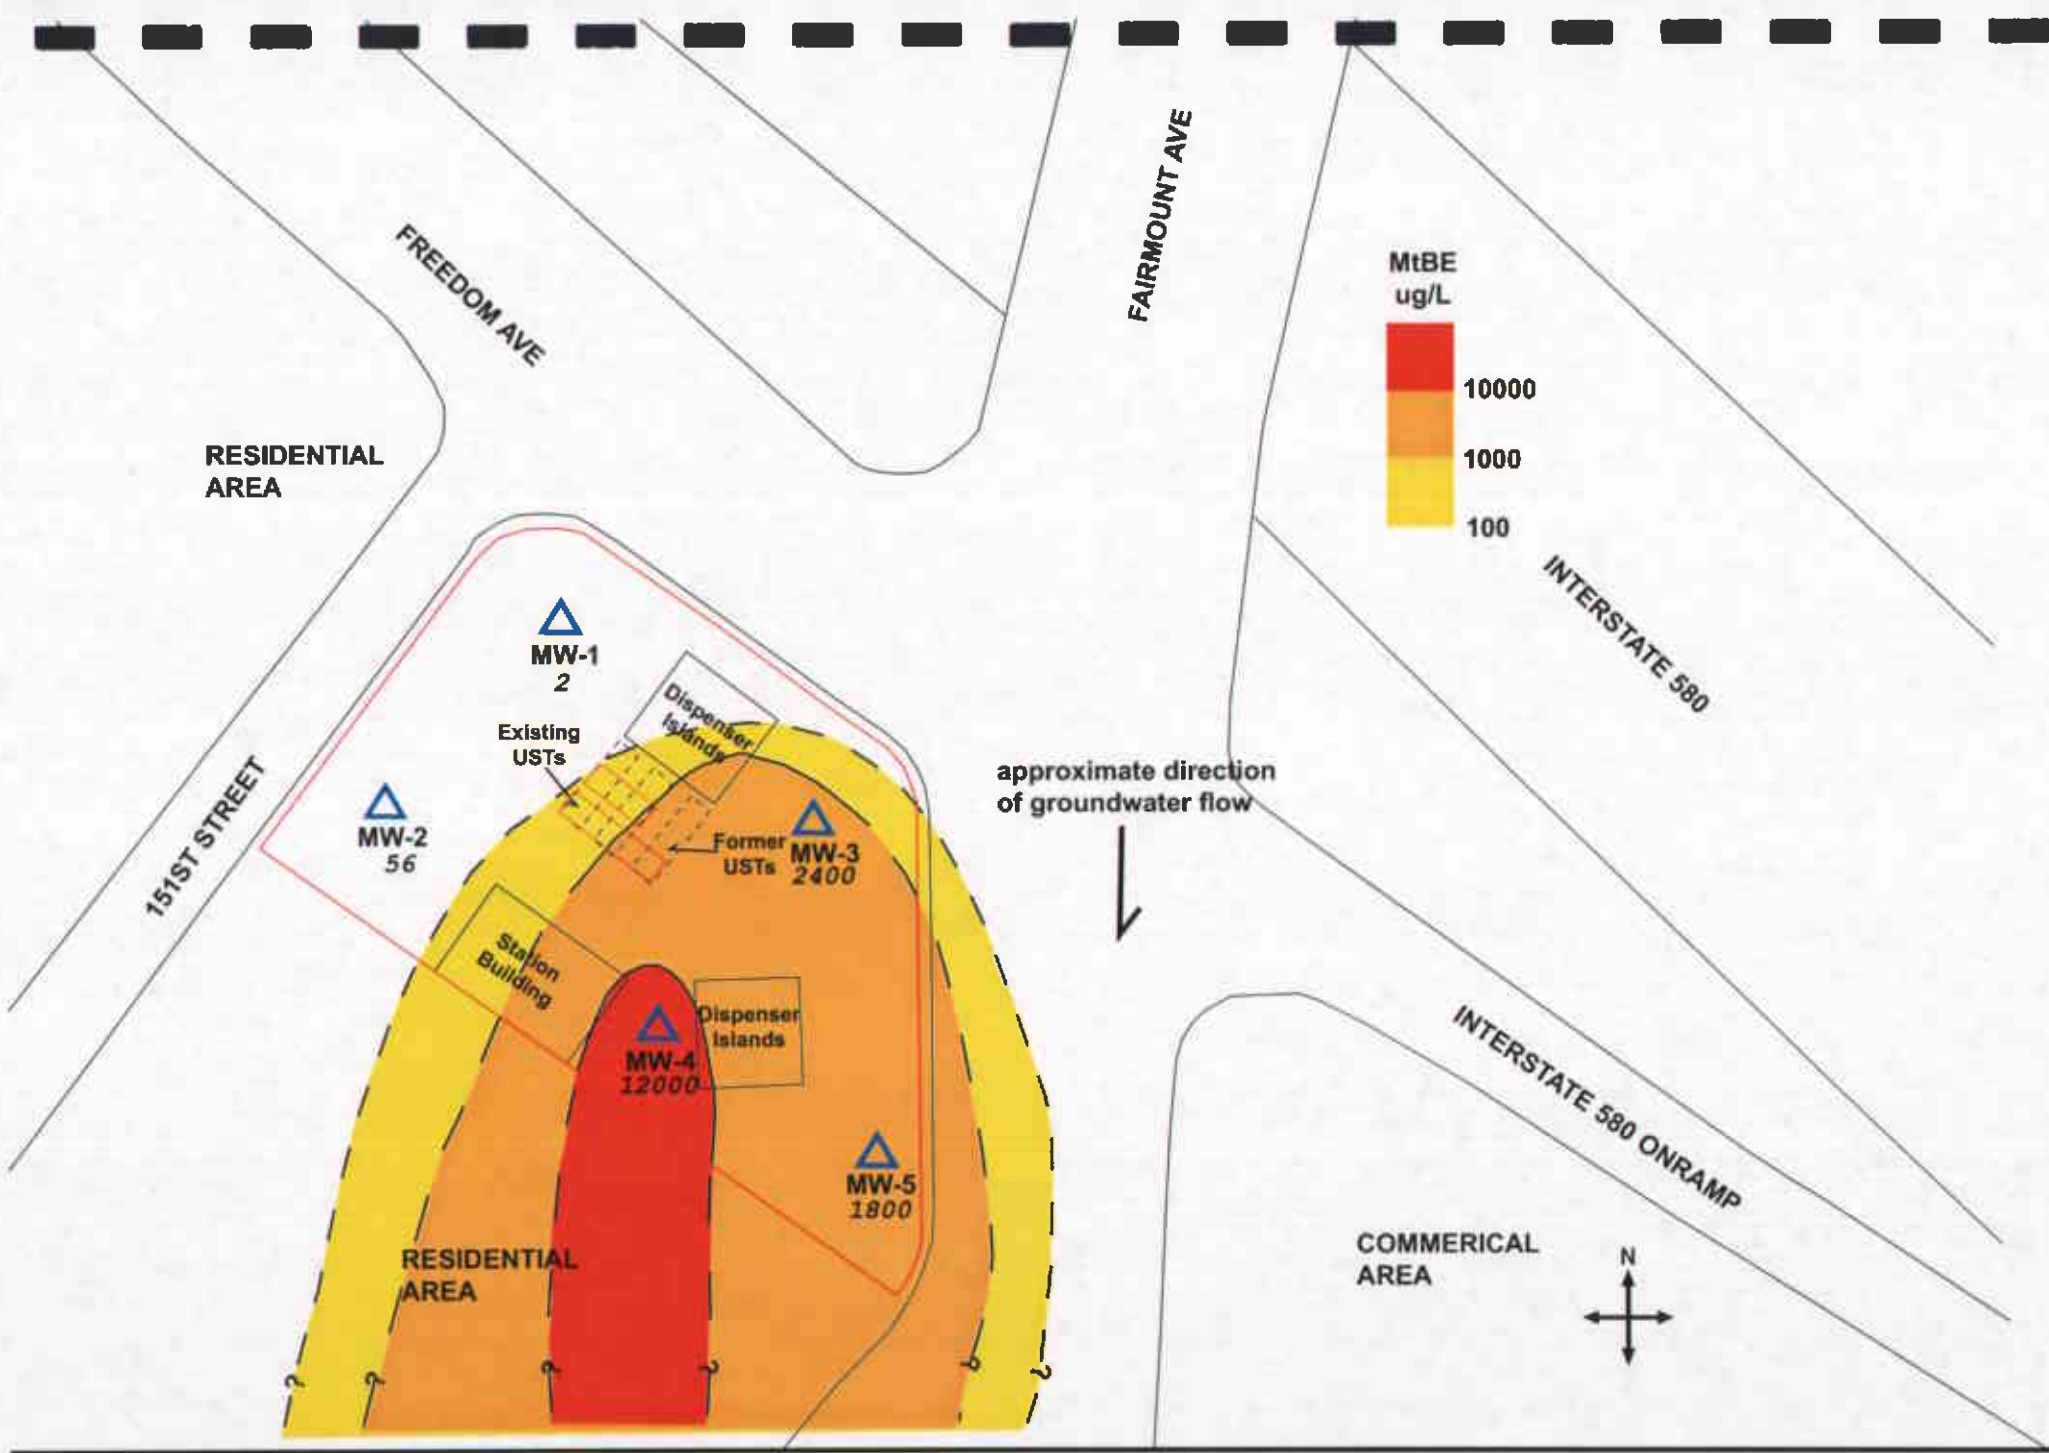 FREEDOM AVE
FAIRMOUNT AVE
MtBE
ug/L
10000
1000
100
RESIDENTIAL
AREA
INTERSTATE 580
MW-1
2
Dispenser
Islands
Existing
USTs
approximate direction
of groundwater flow
151ST STREET
MW-2
56
Former
USTs
MW-3
2400
Station
Building
Dispenser
Islands
MW-4
12000
INTERSTATE 580 ONRAMP
MW-5
1800
RESIDENTIAL
AREA
COMMERICAL
AREA
N
?
?
?
?
?
?